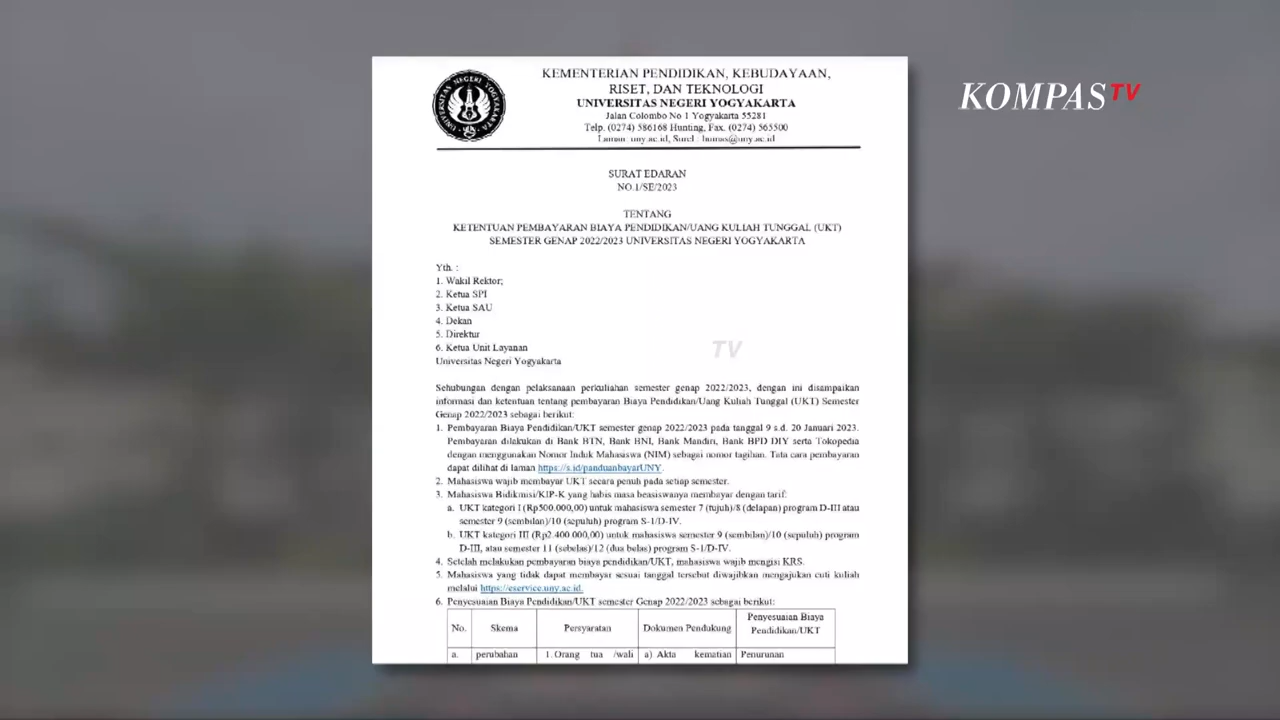 KOMPASTV
UNIVERSITAS NEGERI YOGYAKARTA
KEMENTERIAN PENDIDIKAN, KEBUDAYAAN,
RISET, DAN TEKNOLOGI
UNIVERSITAS NEGERI YOGYAKARTA
Jalan Colombo No 1 Yogyakarta 55281
Telp. (0274) 586168 Hunting, Fax. (0274) 565500
Laman: uny.ac.id, Surel : humas@uny.ac.id
SURAT EDARAN
NO.1/SE/2023
TENTANG
KETENTUAN PEMBAYARAN BIAYA PENDIDIKAN/UANG KULIAH TUNGGAL (UKT)
SEMESTER GENAP 2022/2023 UNIVERSITAS NEGERI YOGYAKARTA
Yth. :
1. Wakil Rektor;
2. Ketua SPI
3. Ketua SAU
4. Dekan
5. Direktur
6. Ketua Unit Layanan
Universitas Negeri Yogyakarta
TV
Sehubungan dengan pelaksanaan perkuliahan semester genap 2022/2023, dengan ini disampaikan
informasi dan ketentuan tentang pembayaran Biaya Pendidikan/Uang Kuliah Tunggal (UKT) Semester
Genap 2022/2023 sebagai berikut:
1. Pembayaran Biaya Pendidikan/UKT semester genap 2022/2023 pada tanggal 9 s.d. 20 Januari 2023.
Pembayaran dilakukan di Bank BTN, Bank BNI, Bank Mandiri, Bank BPD DIY serta Tokopedia
dengan menggunakan Nomor Induk Mahasiswa (NIM) sebagai nomor tagihan. Tata cara pembayaran
dapat dilihat di laman https://s.id/panduanbayarUNY.
2. Mahasiswa wajib membayar UKT secara penuh pada setiap semester.
3. Mahasiswa Bidikmisi/KIP-K yang habis masa beasiswanya membayar dengan tarif:
a. UKT kategori I (Rp500.000,00) untuk mahasiswa semester 7 (tujuh)/8 (delapan) program D-III atau
semester 9 (sembilan)/10 (sepuluh) program S-1/D-IV.
b. UKT kategori III (Rp2.400.000,00) untuk mahasiswa semester 9 (sembilan)/10 (sepuluh) program
D-III, atau semester 11 (sebelas)/12 (dua belas) program S-1/D-IV.
4. Setelah melakukan pembayaran biaya pendidikan/UKT, mahasiswa wajib mengisi KRS.
5. Mahasiswa yang tidak dapat membayar sesuai tanggal tersebut diwajibkan mengajukan cuti kuliah
melalui https://eservice.uny.ac.id.
6. Penyesuaian Biaya Pendidikan/UKT semester Genap 2022/2023 sebagai berikut:
No. Skema Persyaratan Dokumen Pendukung Penyesuaian Biaya
Pendidikan/UKT
a. perubahan 1. Orang tua /wali a) Akta kematian Penurunan